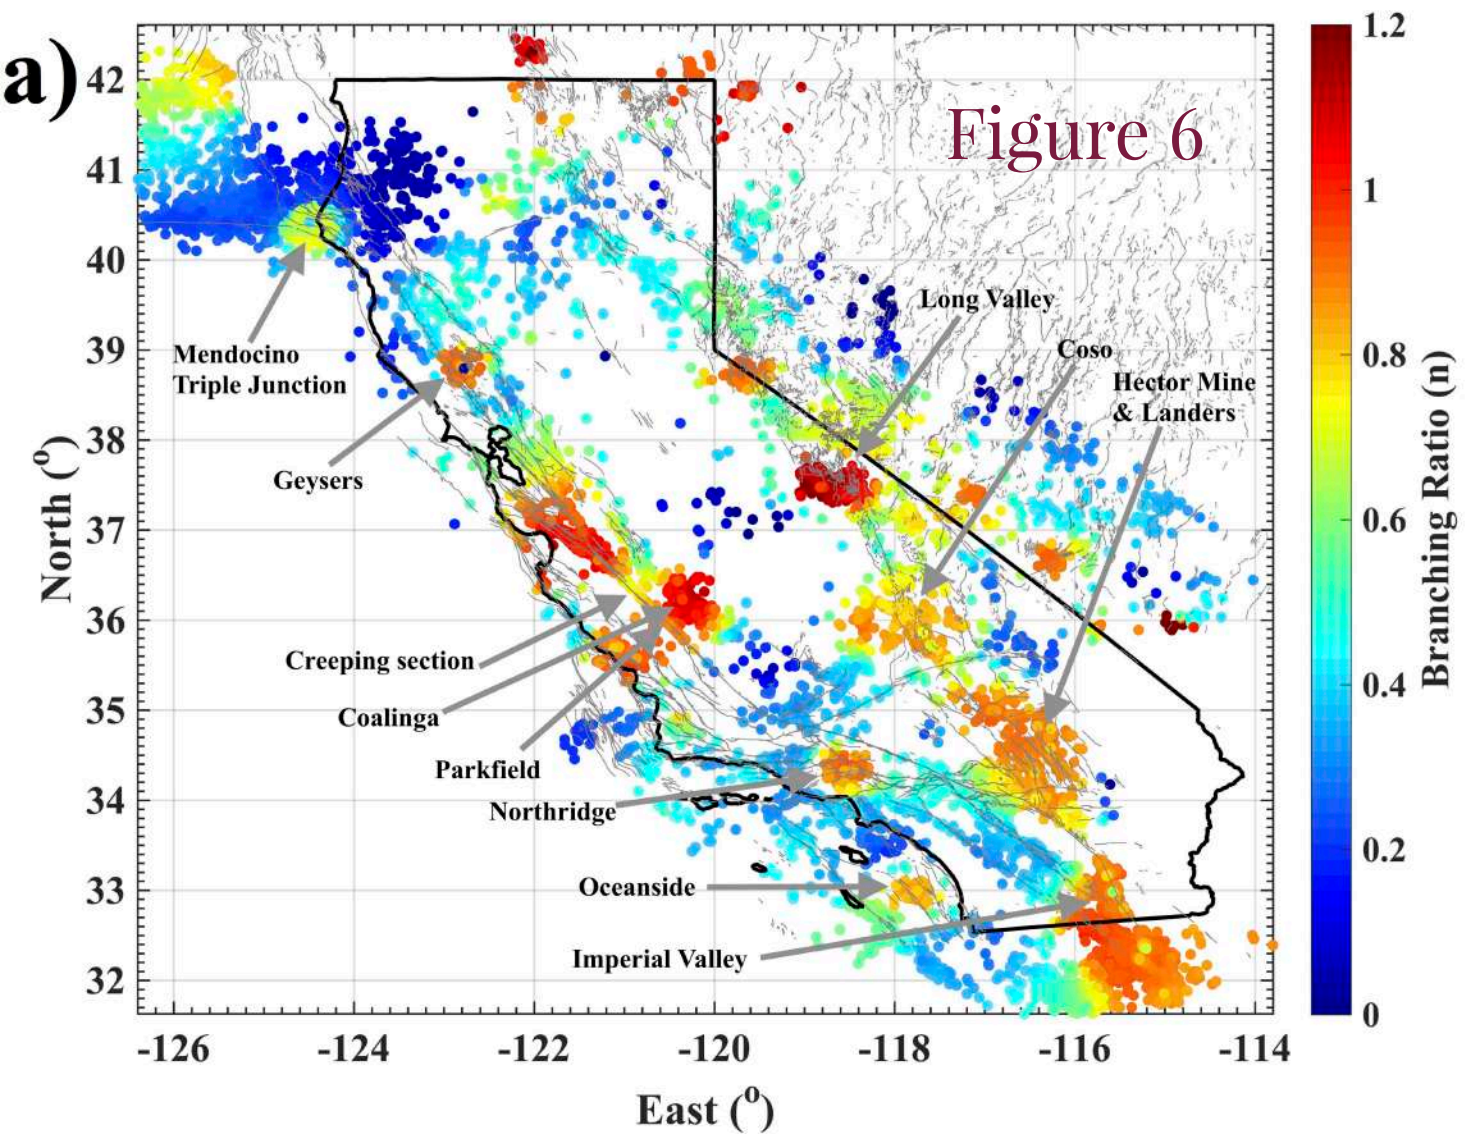 a)
Figure 6
42
41
40
39
38
37
36
35
34
33
32
North (o)
-126
-124
-122
-120
-118
-116
-114
East (o)
Mendocino
Triple Junction
Geysers
Creeping section
Coalinga
Parkfield
Northridge
Oceanside
Imperial Valley
Long Valley
Coso
Hector Mine
& Landers
1.2
1
0.8
0.6
0.4
0.2
0
Branching Ratio (n)